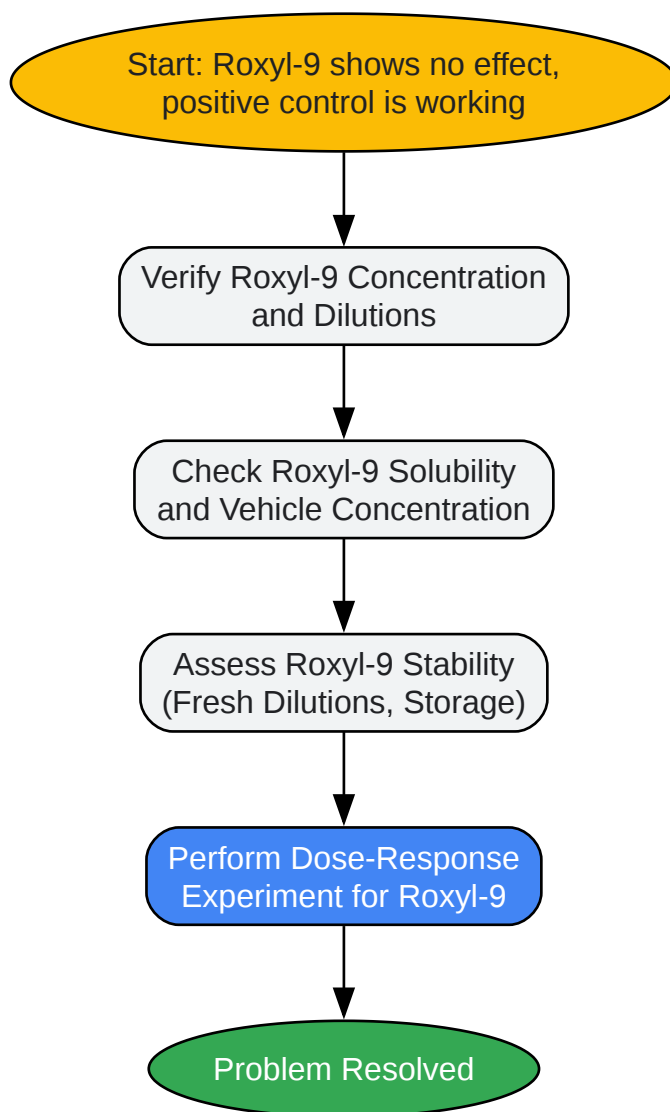 Start: Roxyl-9 shows no effect,
positive control is working
Verify Roxyl-9 Concentration
and Dilutions
Check Roxyl-9 Solubility
and Vehicle Concentration
Assess Roxyl-9 Stability
(Fresh Dilutions, Storage)
Perform Dose-Response
Experiment for Roxyl-9
Problem Resolved